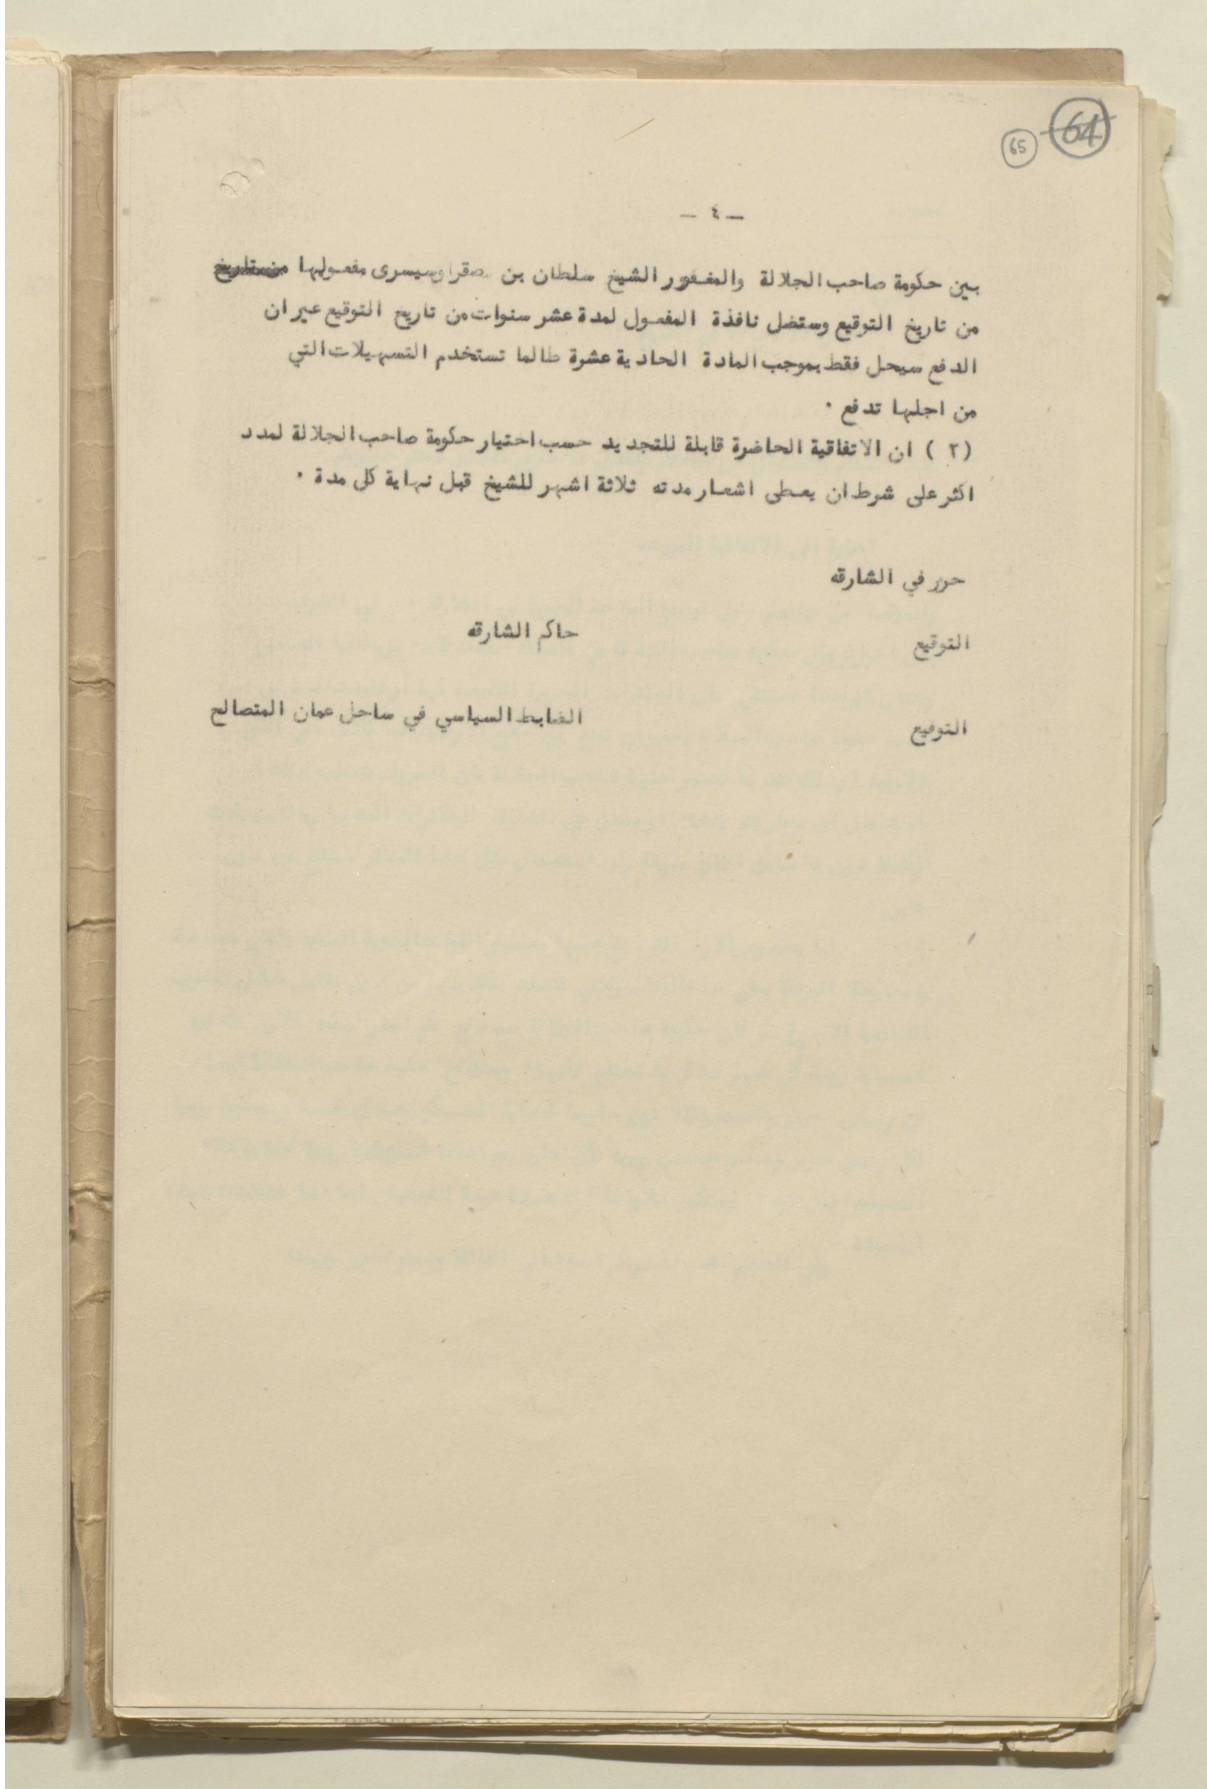 64
65
— ٤ —
بين حكومة صاحب الجلالة والمغفور الشيخ سلطان بن صقر وسيسرى مفعولها من تاريخ
من تاريخ التوقيع وستضل نافذة المفعول لمدة عشر سنوات من تاريخ التوقيع غير ان
الدفع سيحل فقط بموجب المادة الحادية عشرة طالما تستخدم التسهيلات التي
من اجلها تدفع ٠
(٢) ان الاتفاقية الحاضرة قابلة للتجديد حسب اختيار حكومة صاحب الجلالة لمدد
اكثر على شرط ان يعطى اشعار مدته ثلاثة اشهر للشيخ قبل نهاية كل مدة ٠
حرر في الشارقه
التوقيع حاكم الشارقه
التوقيع الضابط السياسي في ساحل عمان المتصالح